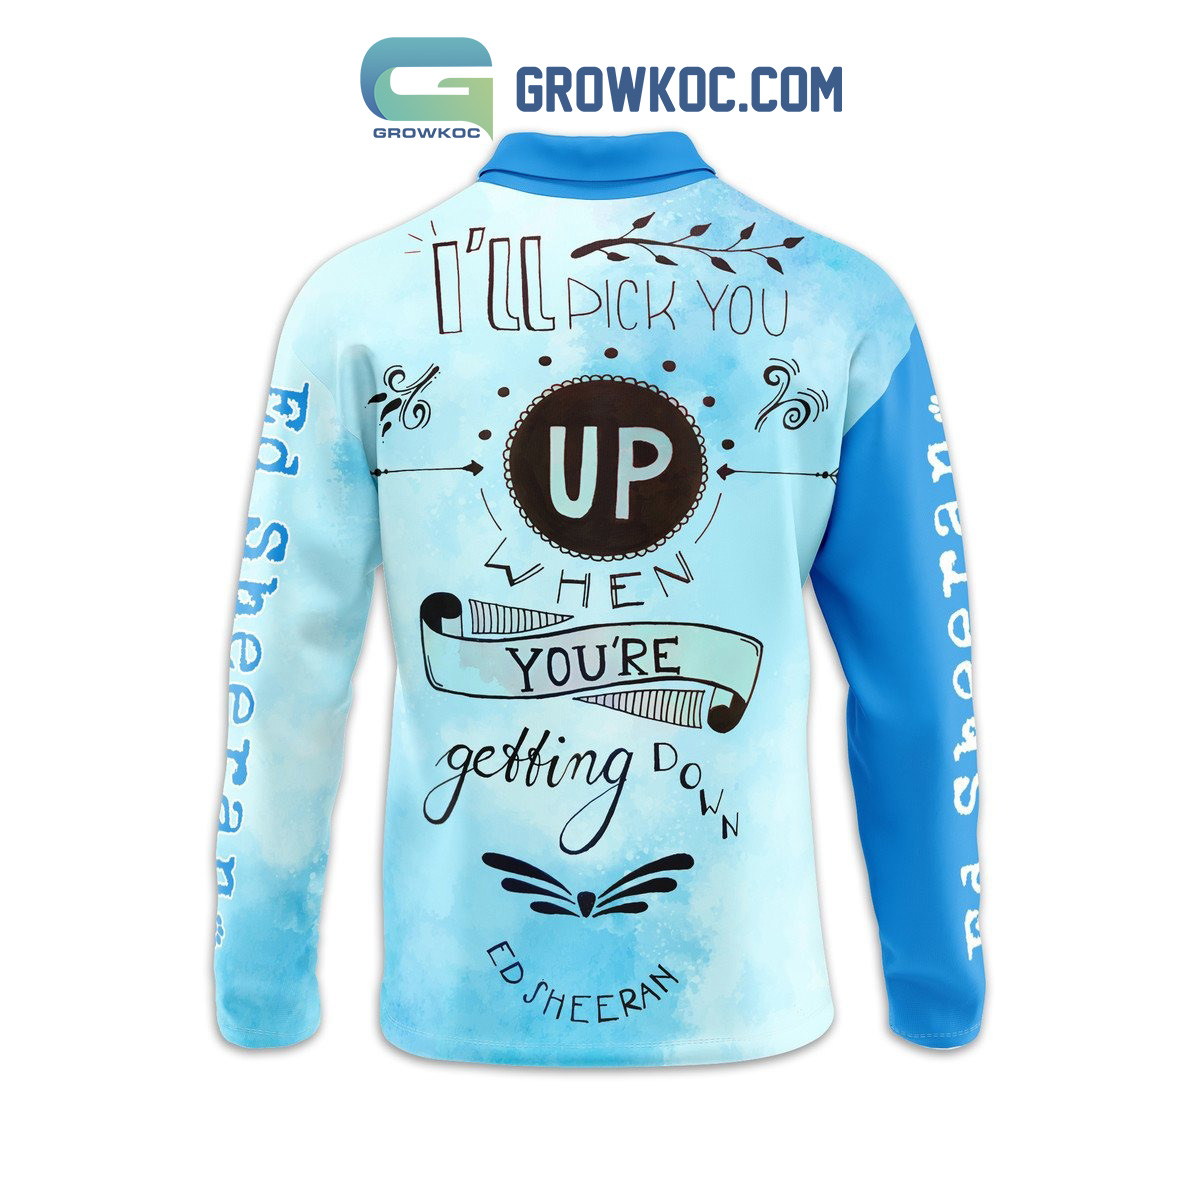 GROWKOC
GROWKOC.COM
I'LL
PICK YOU
UP
WHEN
YOU'RE
getting DOWN
ED SHEERAN
Ed Sheeran
Ed Sheeran